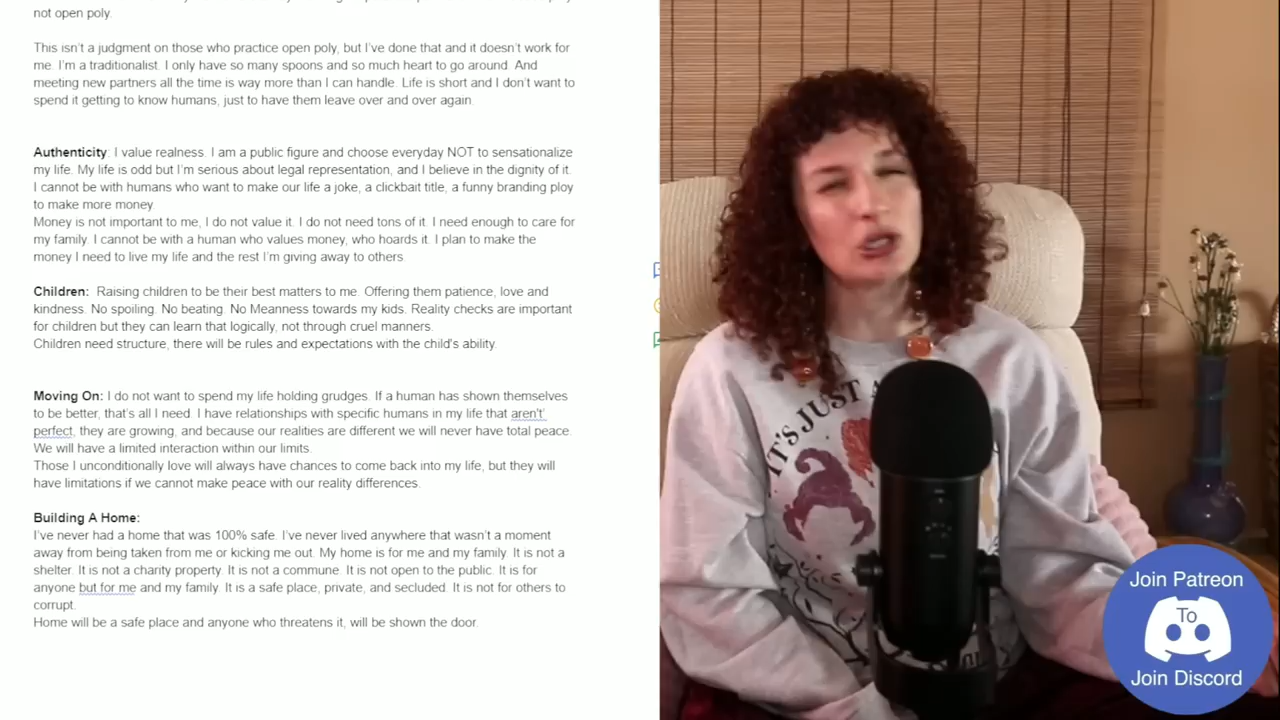 not open poly.
This isn't a judgment on those who practice open poly, but I've done that and it doesn't work for
me. I'm a traditionalist. I only have so many spoons and so much heart to go around. And
meeting new partners all the time is way more than I can handle. Life is short and I don't want to
spend it getting to know humans, just to have them leave over and over again.
Authenticity: I value realness. I am a public figure and choose everyday NOT to sensationalize
my life. My life is odd but I'm serious about legal representation, and I believe in the dignity of it.
I cannot be with humans who want to make our life a joke, a clickbait title, a funny branding ploy
to make more money.
Money is not important to me, I do not value it. I do not need tons of it. I need enough to care for
my family. I cannot be with a human who values money, who hoards it. I plan to make the
money I need to live my life and the rest I'm giving away to others.
Children: Raising children to be their best matters to me. Offering them patience, love and
kindness. No spoiling. No beating. No Meanness towards my kids. Reality checks are important
for children but they can learn that logically, not through cruel manners.
Children need structure, there will be rules and expectations with the child's ability.
Moving On: I do not want to spend my life holding grudges. If a human has shown themselves
to be better, that's all I need. I have relationships with specific humans in my life that aren't'
perfect, they are growing, and because our realities are different we will never have total peace.
We will have a limited interaction within our limits.
Those I unconditionally love will always have chances to come back into my life, but they will
have limitations if we cannot make peace with our reality differences.
Building A Home:
I've never had a home that was 100% safe. I've never lived anywhere that wasn't a moment
away from being taken from me or kicking me out. My home is for me and my family. It is not a
shelter. It is not a charity property. It is not a commune. It is not open to the public. It is for
anyone but for me and my family. It is a safe place, private, and secluded. It is not for others to
corrupt.
Home will be a safe place and anyone who threatens it, will be shown the door.
IT'S JUST A
Join Patreon
To
Join Discord